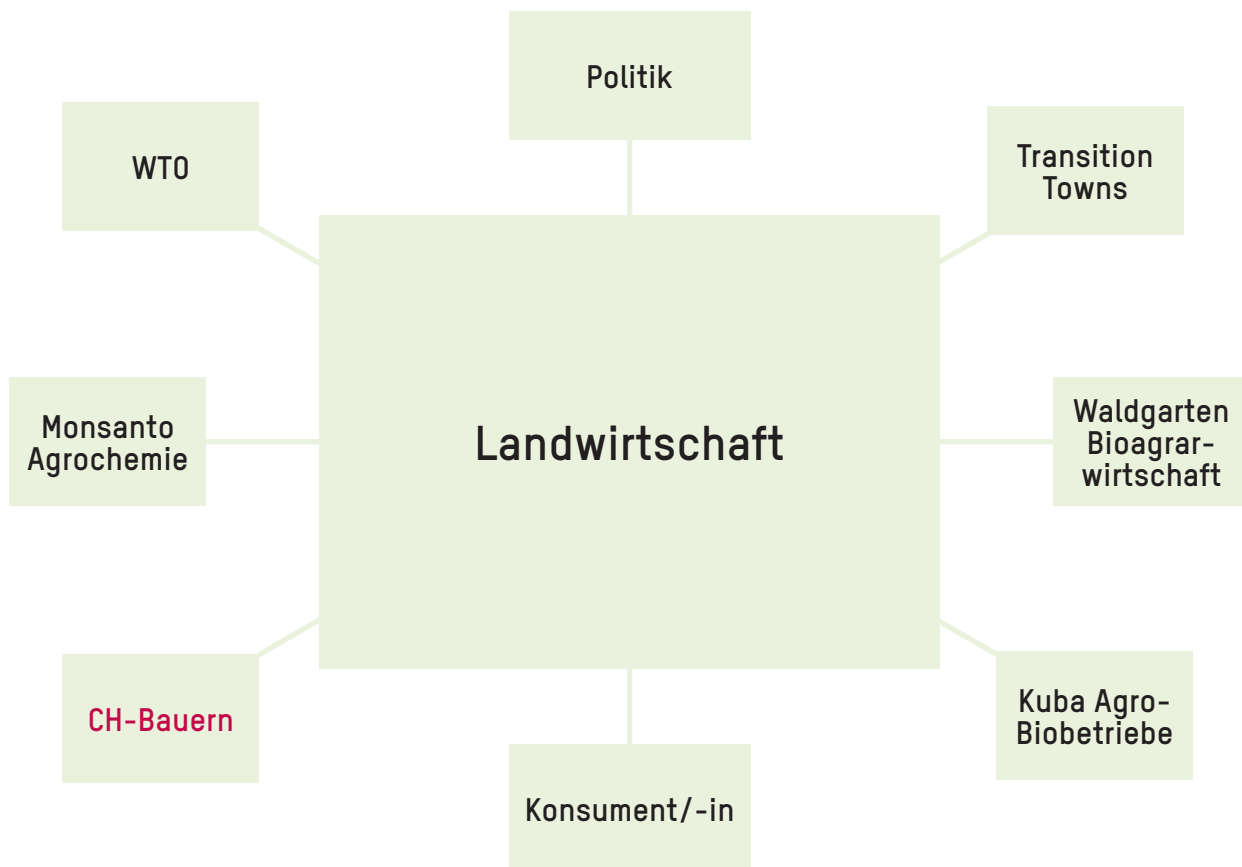 Politik
WTO
Transition
Towns
Monsanto
Agrochemie
Landwirtschaft
Waldgarten
Bioagrar-
wirtschaft
CH-Bauern
Kuba Agro-
Biobetriebe
Konsument/-in